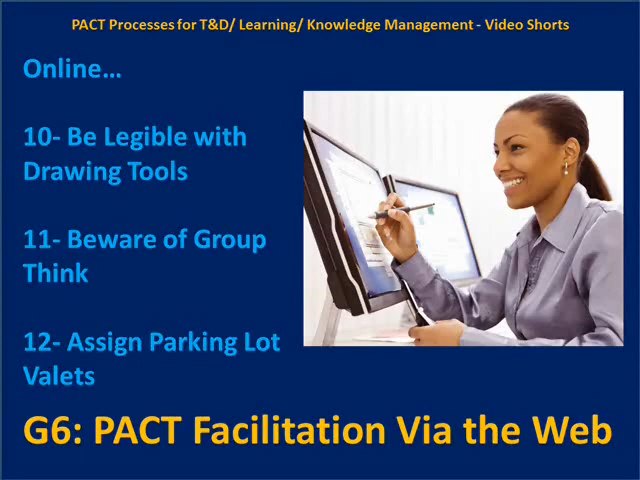 PACT Processes for T&D/ Learning/ Knowledge Management - Video Shorts
Online…
10- Be Legible with
Drawing Tools
11- Beware of Group
Think
12- Assign Parking Lot
Valets
G6: PACT Facilitation Via the Web